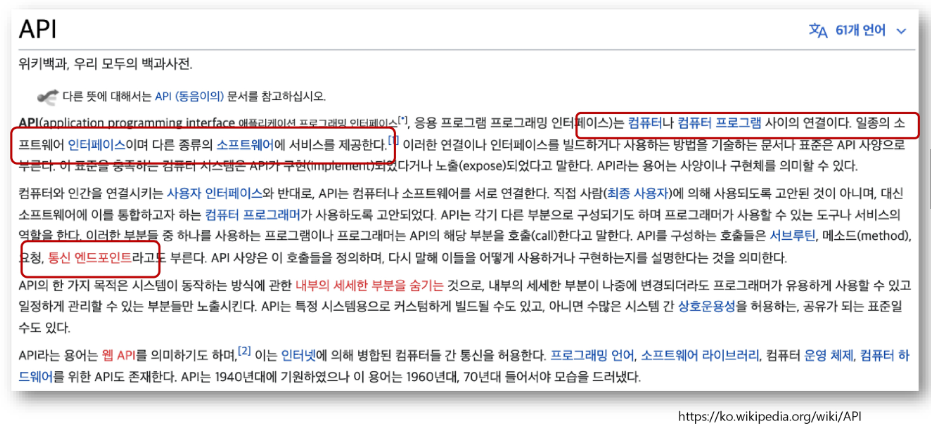 API
61개 언어
위키백과, 우리 모두의 백과사전.
다른 뜻에 대해서는 API (동음이의) 문서를 참고하십시오.
API(application programming interface 애플리케이션 프로그래밍 인터페이스[*], 응용 프로그램 프로그래밍 인터페이스)는 컴퓨터나 컴퓨터 프로그램 사이의 연결이다. 일종의 소
프트웨어 인터페이스이며 다른 종류의 소프트웨어에 서비스를 제공한다.[1] 이러한 연결이나 인터페이스를 빌드하거나 사용하는 방법을 기술하는 문서나 표준은 API 사양으로
부른다. 이 표준을 충족하는 컴퓨터 시스템은 API가 구현(implement)되었다거나 노출(expose)되었다고 말한다. API라는 용어는 사양이나 구현체를 의미할 수 있다.
컴퓨터와 인간을 연결시키는 사용자 인터페이스와 반대로, API는 컴퓨터나 소프트웨어를 서로 연결한다. 직접 사람(최종 사용자)에 의해 사용되도록 고안된 것이 아니며, 대신
소프트웨어에 이를 통합하고자 하는 컴퓨터 프로그래머가 사용하도록 고안되었다. API는 각기 다른 부분으로 구성되기도 하며 프로그래머가 사용할 수 있는 도구나 서비스의
역할을 한다. 이러한 부분들 중 하나를 사용하는 프로그램이나 프로그래머는 API의 해당 부분을 호출(call)한다고 말한다. API를 구성하는 호출들은 서브루틴, 메소드(method),
요청, 통신 엔드포인트라고도 부른다. API 사양은 이 호출들을 정의하며, 다시 말해 이들을 어떻게 사용하거나 구현하는지를 설명한다는 것을 의미한다.
API의 한 가지 목적은 시스템이 동작하는 방식에 관한 내부의 세세한 부분을 숨기는 것으로, 내부의 세세한 부분이 나중에 변경되더라도 프로그래머가 유용하게 사용할 수 있고
일정하게 관리할 수 있는 부분들만 노출시킨다. API는 특정 시스템용으로 커스텀하게 빌드될 수도 있고, 아니면 수많은 시스템 간 상호운용성을 허용하는, 공유가 되는 표준일
수도 있다.
API라는 용어는 웹 API를 의미하기도 하며,[2] 이는 인터넷에 의해 병합된 컴퓨터들 간 통신을 허용한다. 프로그래밍 언어, 소프트웨어 라이브러리, 컴퓨터 운영 체제, 컴퓨터 하
드웨어를 위한 API도 존재한다. API는 1940년대에 기원하였으나 이 용어는 1960년대, 70년대 들어서야 모습을 드러냈다.
https://ko.wikipedia.org/wiki/API